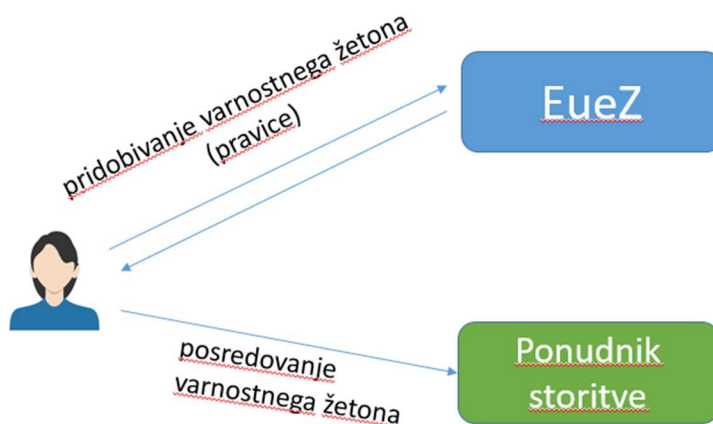 pridobivanje varnostnega žetona
(pravice)
EueZ
posredovanje
varnostnega žetona
Ponudnik
storitve